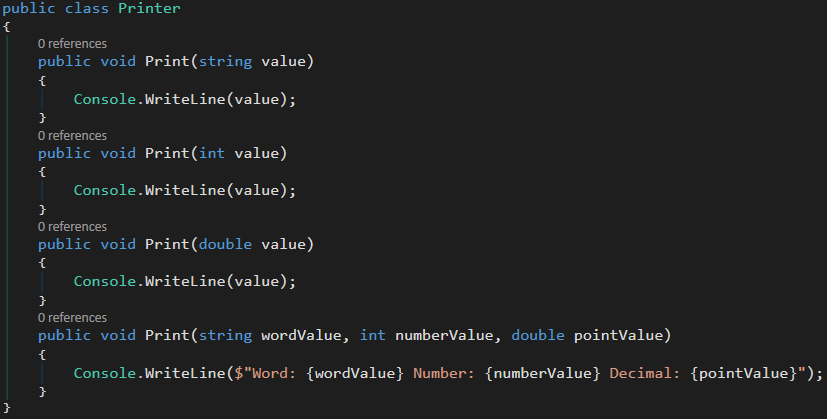 public class Printer
{
0 references
public void Print(string value)
{
Console.WriteLine(value);
}
0 references
public void Print(int value)
{
Console.WriteLine(value);
}
0 references
public void Print(double value)
{
Console.WriteLine(value);
}
0 references
public void Print(string wordValue, int numberValue, double pointValue)
{
Console.WriteLine($"Word: {wordValue} Number: {numberValue} Decimal: {pointValue}");
}
}